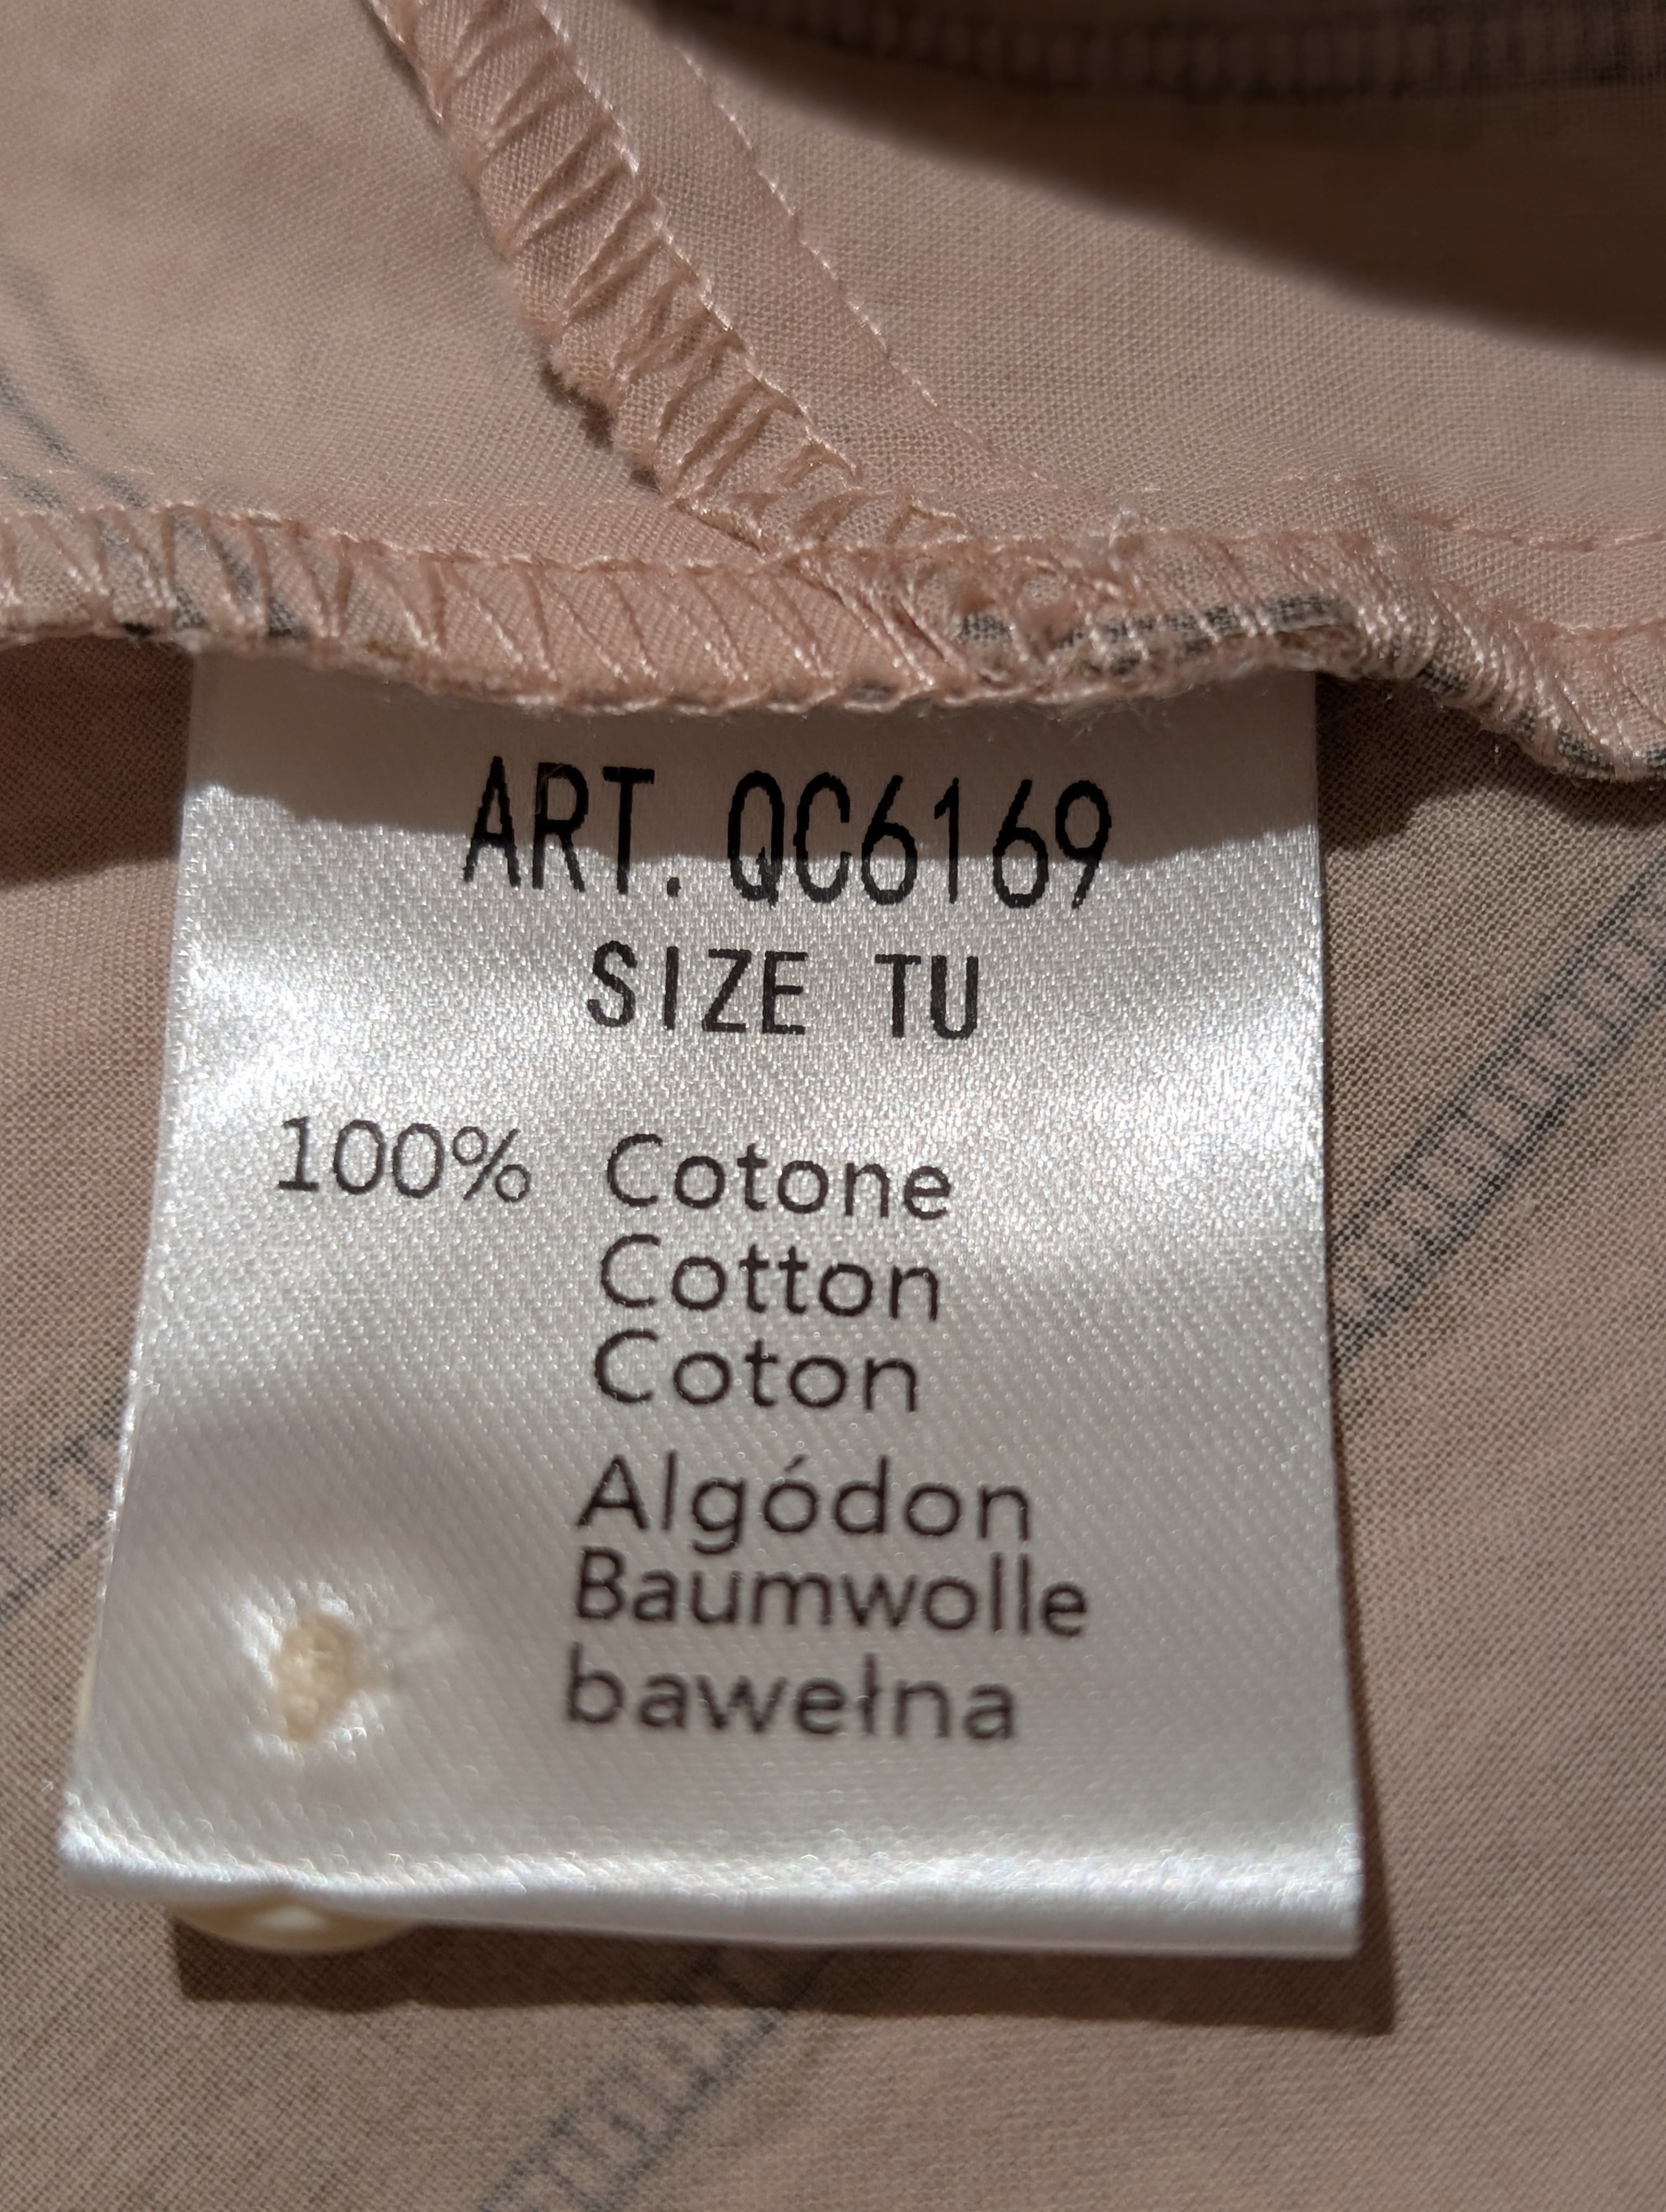 ART. QC6169
SIZE TU
100% Cotone
Cotton
Coton
Algódon
Baumwolle
bawełna